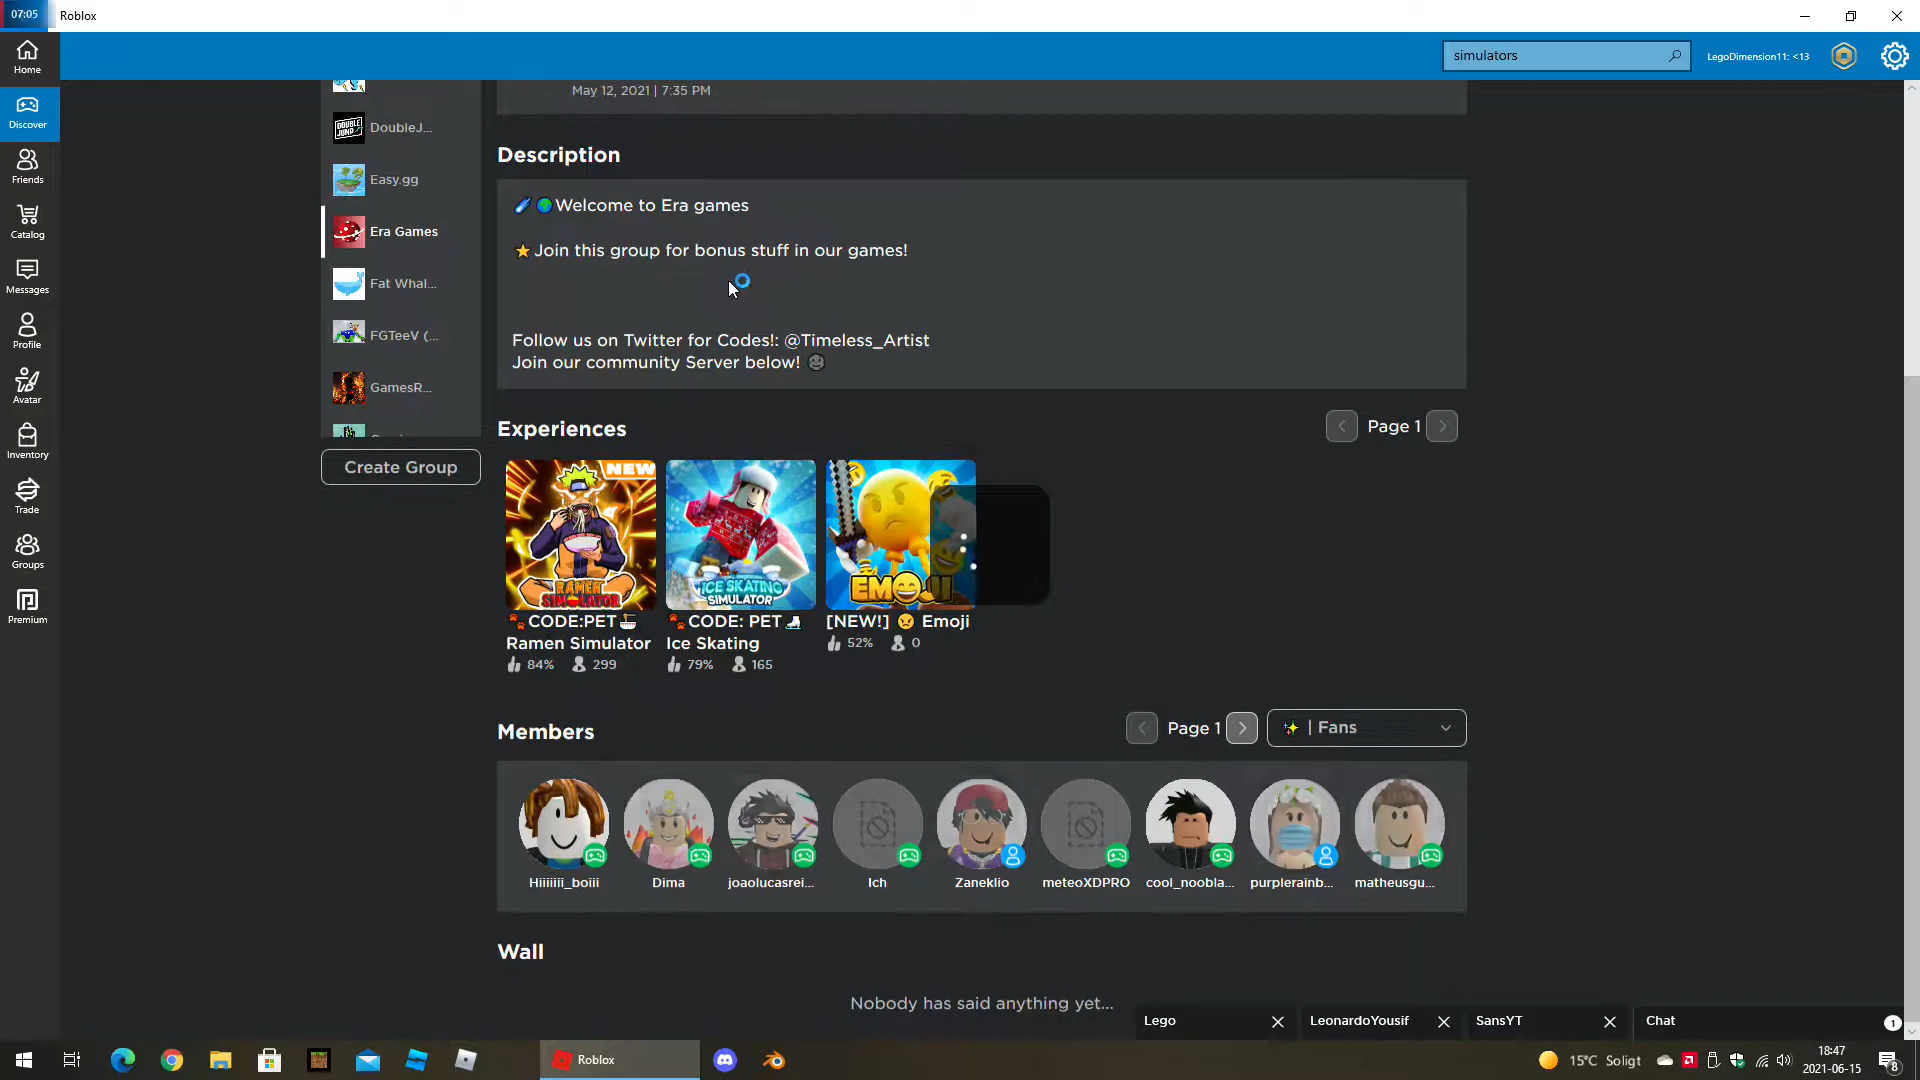 07:05
Roblox
Home
simulators
LegoDimension11: <13
May 12, 2021 | 7:35 PM
Discover
Friends
Catalog
Messages
Profile
Avatar
Inventory
Trade
Groups
Premium
DOUBLE JUMP
DoubleJ...
Easy.gg
Era Games
Fat Whal...
FGTeeV (...
GamesR...
Create Group
Description
Welcome to Era games
Join this group for bonus stuff in our games!
Follow us on Twitter for Codes!: @Timeless_Artist
Join our community Server below!
Experiences
Page 1
NEW
RAMEN
SIMULATOR
ICE SKATING
SIMULATOR
EMOJI
CODE:PET
Ramen Simulator
84% 299
CODE: PET
Ice Skating
79% 165
[NEW!] Emoji
52% 0
Members
Page 1
| Fans
Hiiiiiii_boiii
Dima
joaolucasrei...
Ich
Zaneklio
meteoXDPRO
cool_noobla...
purplerainb...
matheusgu...
Wall
Nobody has said anything yet...
Lego
LeonardoYousif
SansYT
Chat
1
Roblox
15°C Soligt
18:47
2021-06-15
8